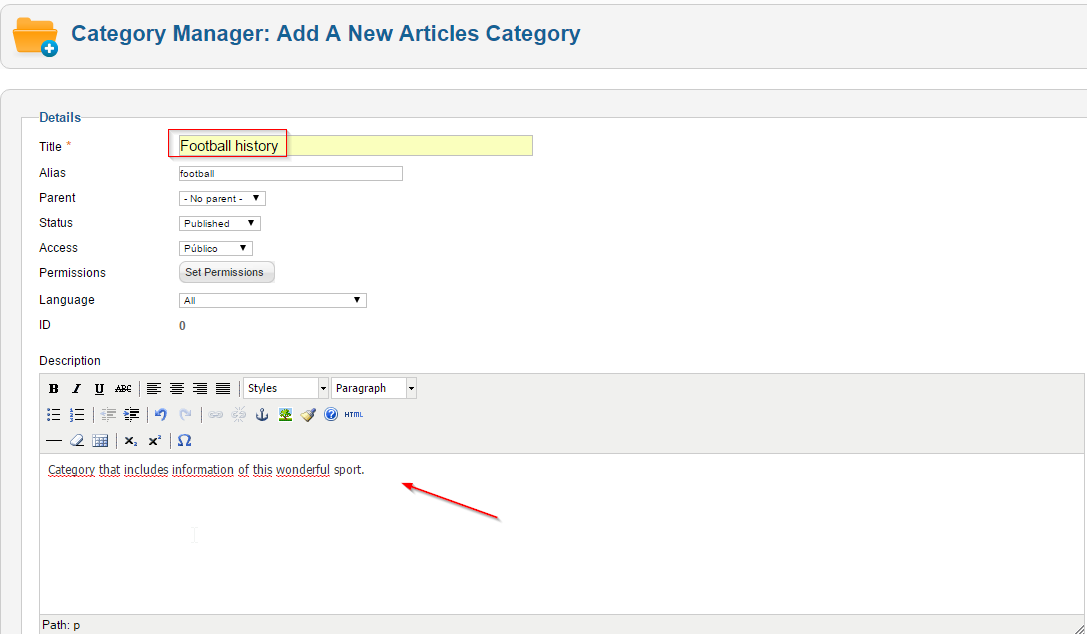 Category Manager: Add A New Articles Category
Details
Title *
Football history
Alias
football
Parent
- No parent -
Status
Published
Access
Público
Permissions
Set Permissions
Language
All
ID
0
Description
B I U ABC Styles Paragraph
HTML
X₂ X² Ω
Category that includes information of this wonderful sport.
Path: p